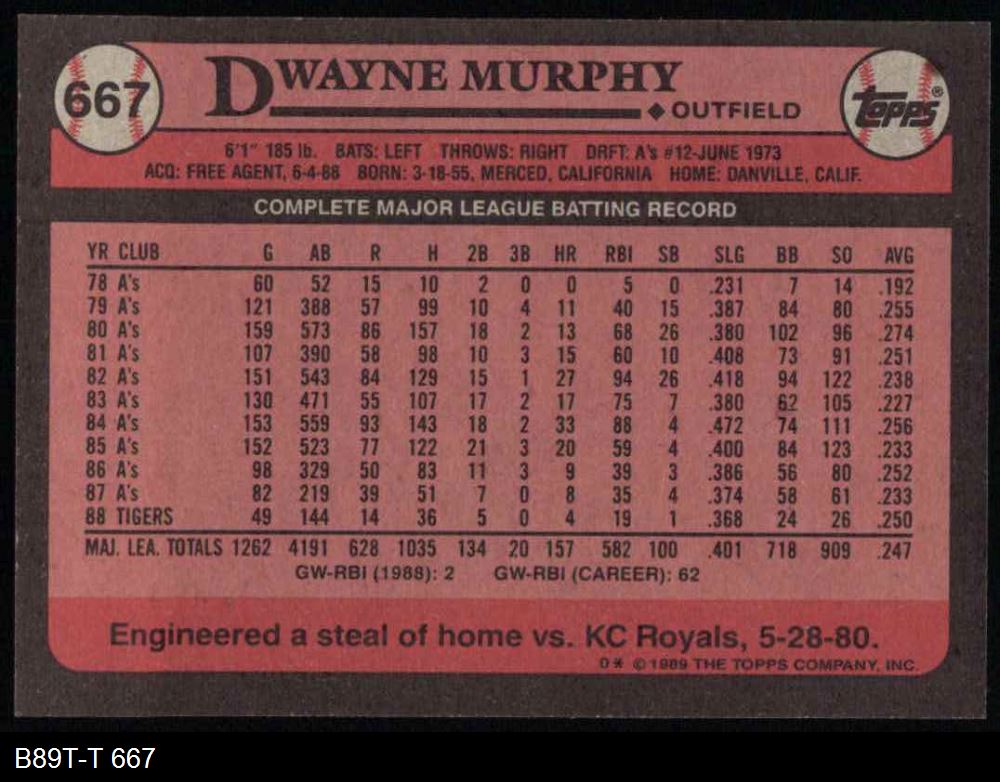 667
DWAYNE MURPHY
◆ OUTFIELD
TOPPS®
6'1" 185 lb. BATS: LEFT THROWS: RIGHT DRFT: A's #12-JUNE 1973
ACQ: FREE AGENT, 6-4-88 BORN: 3-18-55, MERCED, CALIFORNIA HOME: DANVILLE, CALIF.
COMPLETE MAJOR LEAGUE BATTING RECORD
YR CLUB G AB R H 2B 3B HR RBI SB SLG BB SO AVG
78 A's 60 52 15 10 2 0 0 5 0 .231 7 14 .192
79 A's 121 388 57 99 10 4 11 40 15 .387 84 80 .255
80 A's 159 573 86 157 18 2 13 68 26 .380 102 96 .274
81 A's 107 390 58 98 10 3 15 60 10 .408 73 91 .251
82 A's 151 543 84 129 15 1 27 94 26 .418 94 122 .238
83 A's 130 471 55 107 17 2 17 75 7 .380 62 105 .227
84 A's 153 559 93 143 18 2 33 88 4 .472 74 111 .256
85 A's 152 523 77 122 21 3 20 59 4 .400 84 123 .233
86 A's 98 329 50 83 11 3 9 39 3 .386 56 80 .252
87 A's 82 219 39 51 7 0 8 35 4 .374 58 61 .233
88 TIGERS 49 144 14 36 5 0 4 19 1 .368 24 26 .250
MAJ. LEA. TOTALS 1262 4191 628 1035 134 20 157 582 100 .401 718 909 .247
GW-RBI (1988): 2 GW-RBI (CAREER): 62
Engineered a steal of home vs. KC Royals, 5-28-80.
0* © 1989 THE TOPPS COMPANY, INC.
B89T-T 667